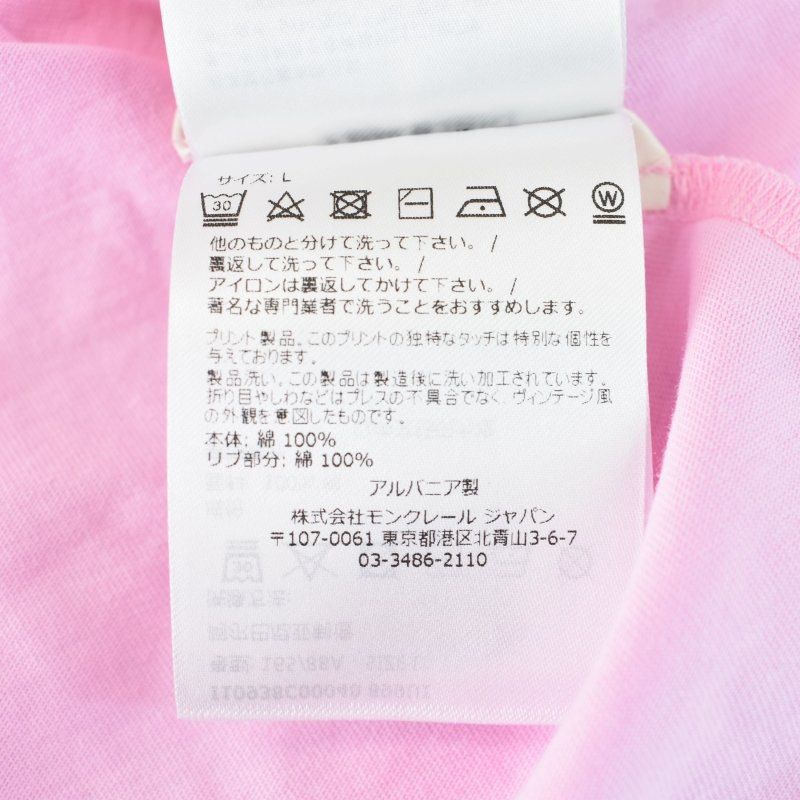 サイズ: L
30
W
他のものと分けて洗って下さい。 /
裏返して洗って下さい。 /
アイロンは裏返してかけて下さい。 /
著名な専門業者で洗うことをおすすめします。
プリント製品。このプリントの独特なタッチは特別な個性を
与えております。
製品洗い。この製品は製造後に洗い加工されています。
折り目やしわなどはプレスの不具合でなく、ヴィンテージ風
の外観を意図したものです。
本体: 綿 100%
リブ部分: 綿 100%
アルバニア製
株式会社モンクレール ジャパン
〒107-0061 東京都港区北青山3-6-7
03-3486-2110